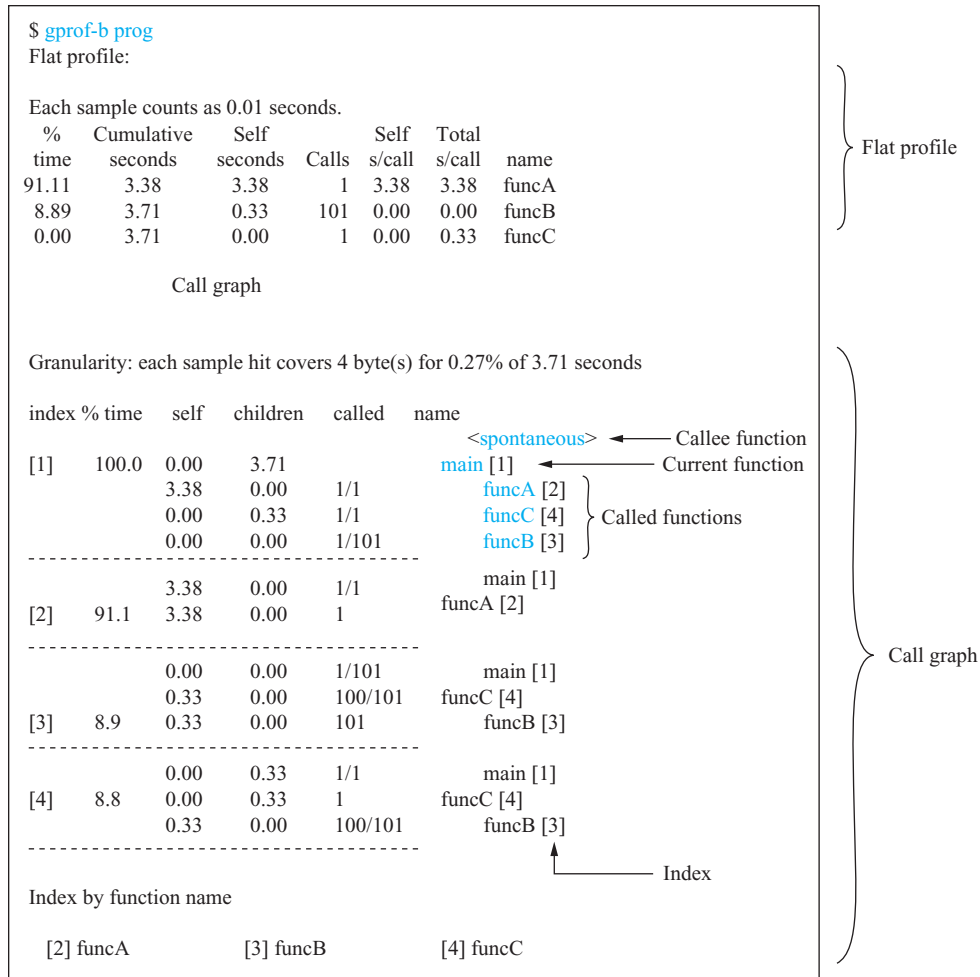 $ gprof-b prog
Flat profile:
Each sample counts as 0.01 seconds.
% Cumulative Self Self Total
time seconds seconds Calls s/call s/call name
91.11 3.38 3.38 1 3.38 3.38 funcA
8.89 3.71 0.33 101 0.00 0.00 funcB
0.00 3.71 0.00 1 0.00 0.33 funcC
Flat profile
Call graph
Granularity: each sample hit covers 4 byte(s) for 0.27% of 3.71 seconds
index % time self children called name
<spontaneous> Callee function
[1] 100.0 0.00 3.71 main [1] Current function
3.38 0.00 1/1 funcA [2]
0.00 0.33 1/1 funcC [4] Called functions
0.00 0.00 1/101 funcB [3]
3.38 0.00 1/1 main [1]
[2] 91.1 3.38 0.00 1 funcA [2]
0.00 0.00 1/101 main [1]
0.33 0.00 100/101 funcC [4]
[3] 8.9 0.33 0.00 101 funcB [3]
0.00 0.33 1/1 main [1]
[4] 8.8 0.00 0.33 1 funcC [4]
0.33 0.00 100/101 funcB [3]
Index
Call graph
Index by function name
[2] funcA [3] funcB [4] funcC